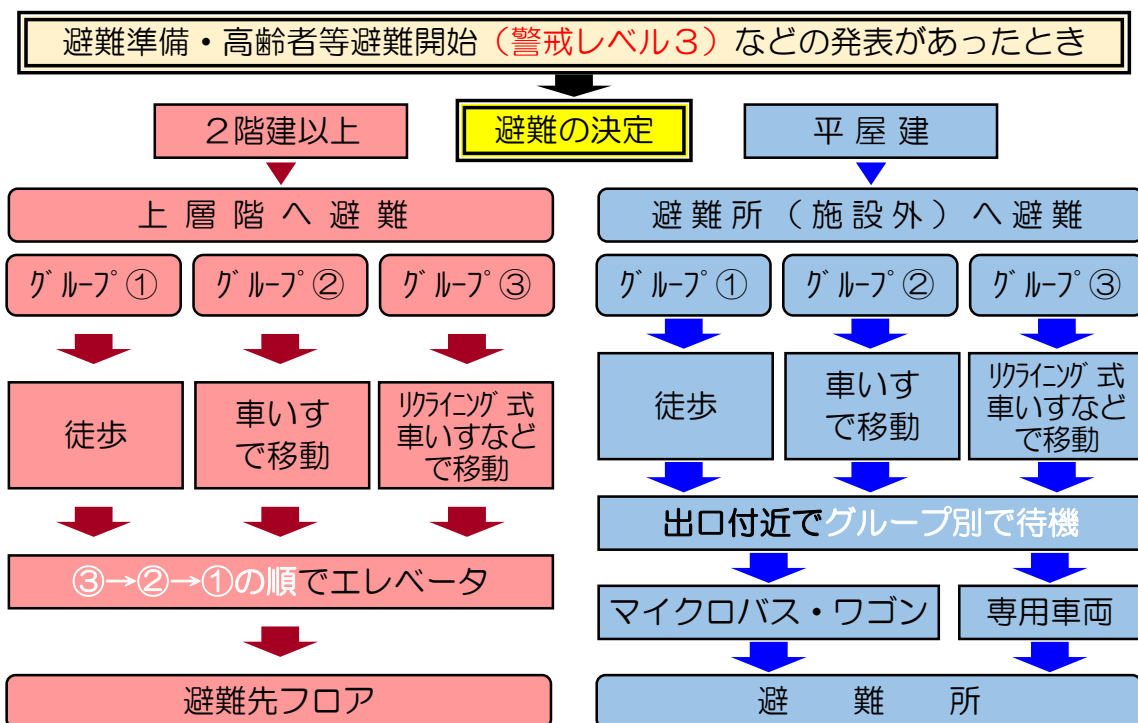 避難準備・高齢者等避難開始（警戒レベル３）などの発表があったとき
２階建以上
避難の決定
平屋建
上層階へ避難
避難所（施設外）へ避難
ｸﾞﾙｰﾌﾟ①
ｸﾞﾙｰﾌﾟ②
ｸﾞﾙｰﾌﾟ③
ｸﾞﾙｰﾌﾟ①
ｸﾞﾙｰﾌﾟ②
ｸﾞﾙｰﾌﾟ③
徒歩
車いす
で移動
ﾘｸﾗｲﾆﾝｸﾞ式
車いすなど
で移動
徒歩
車いす
で移動
ﾘｸﾗｲﾆﾝｸﾞ式
車いすなど
で移動
③→②→①の順でエレベータ
出口付近でグループ別で待機
マイクロバス・ワゴン
専用車両
避難先フロア
避難所